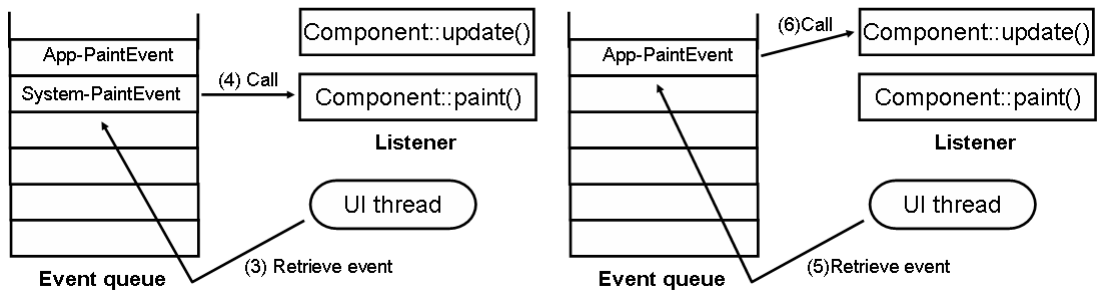 Component::update()
App-PaintEvent
(4) Call
System-PaintEvent
Component::paint()
Listener
UI thread
(3) Retrieve event
Event queue
(6)Call
Component::update()
App-PaintEvent
Component::paint()
Listener
UI thread
(5)Retrieve event
Event queue